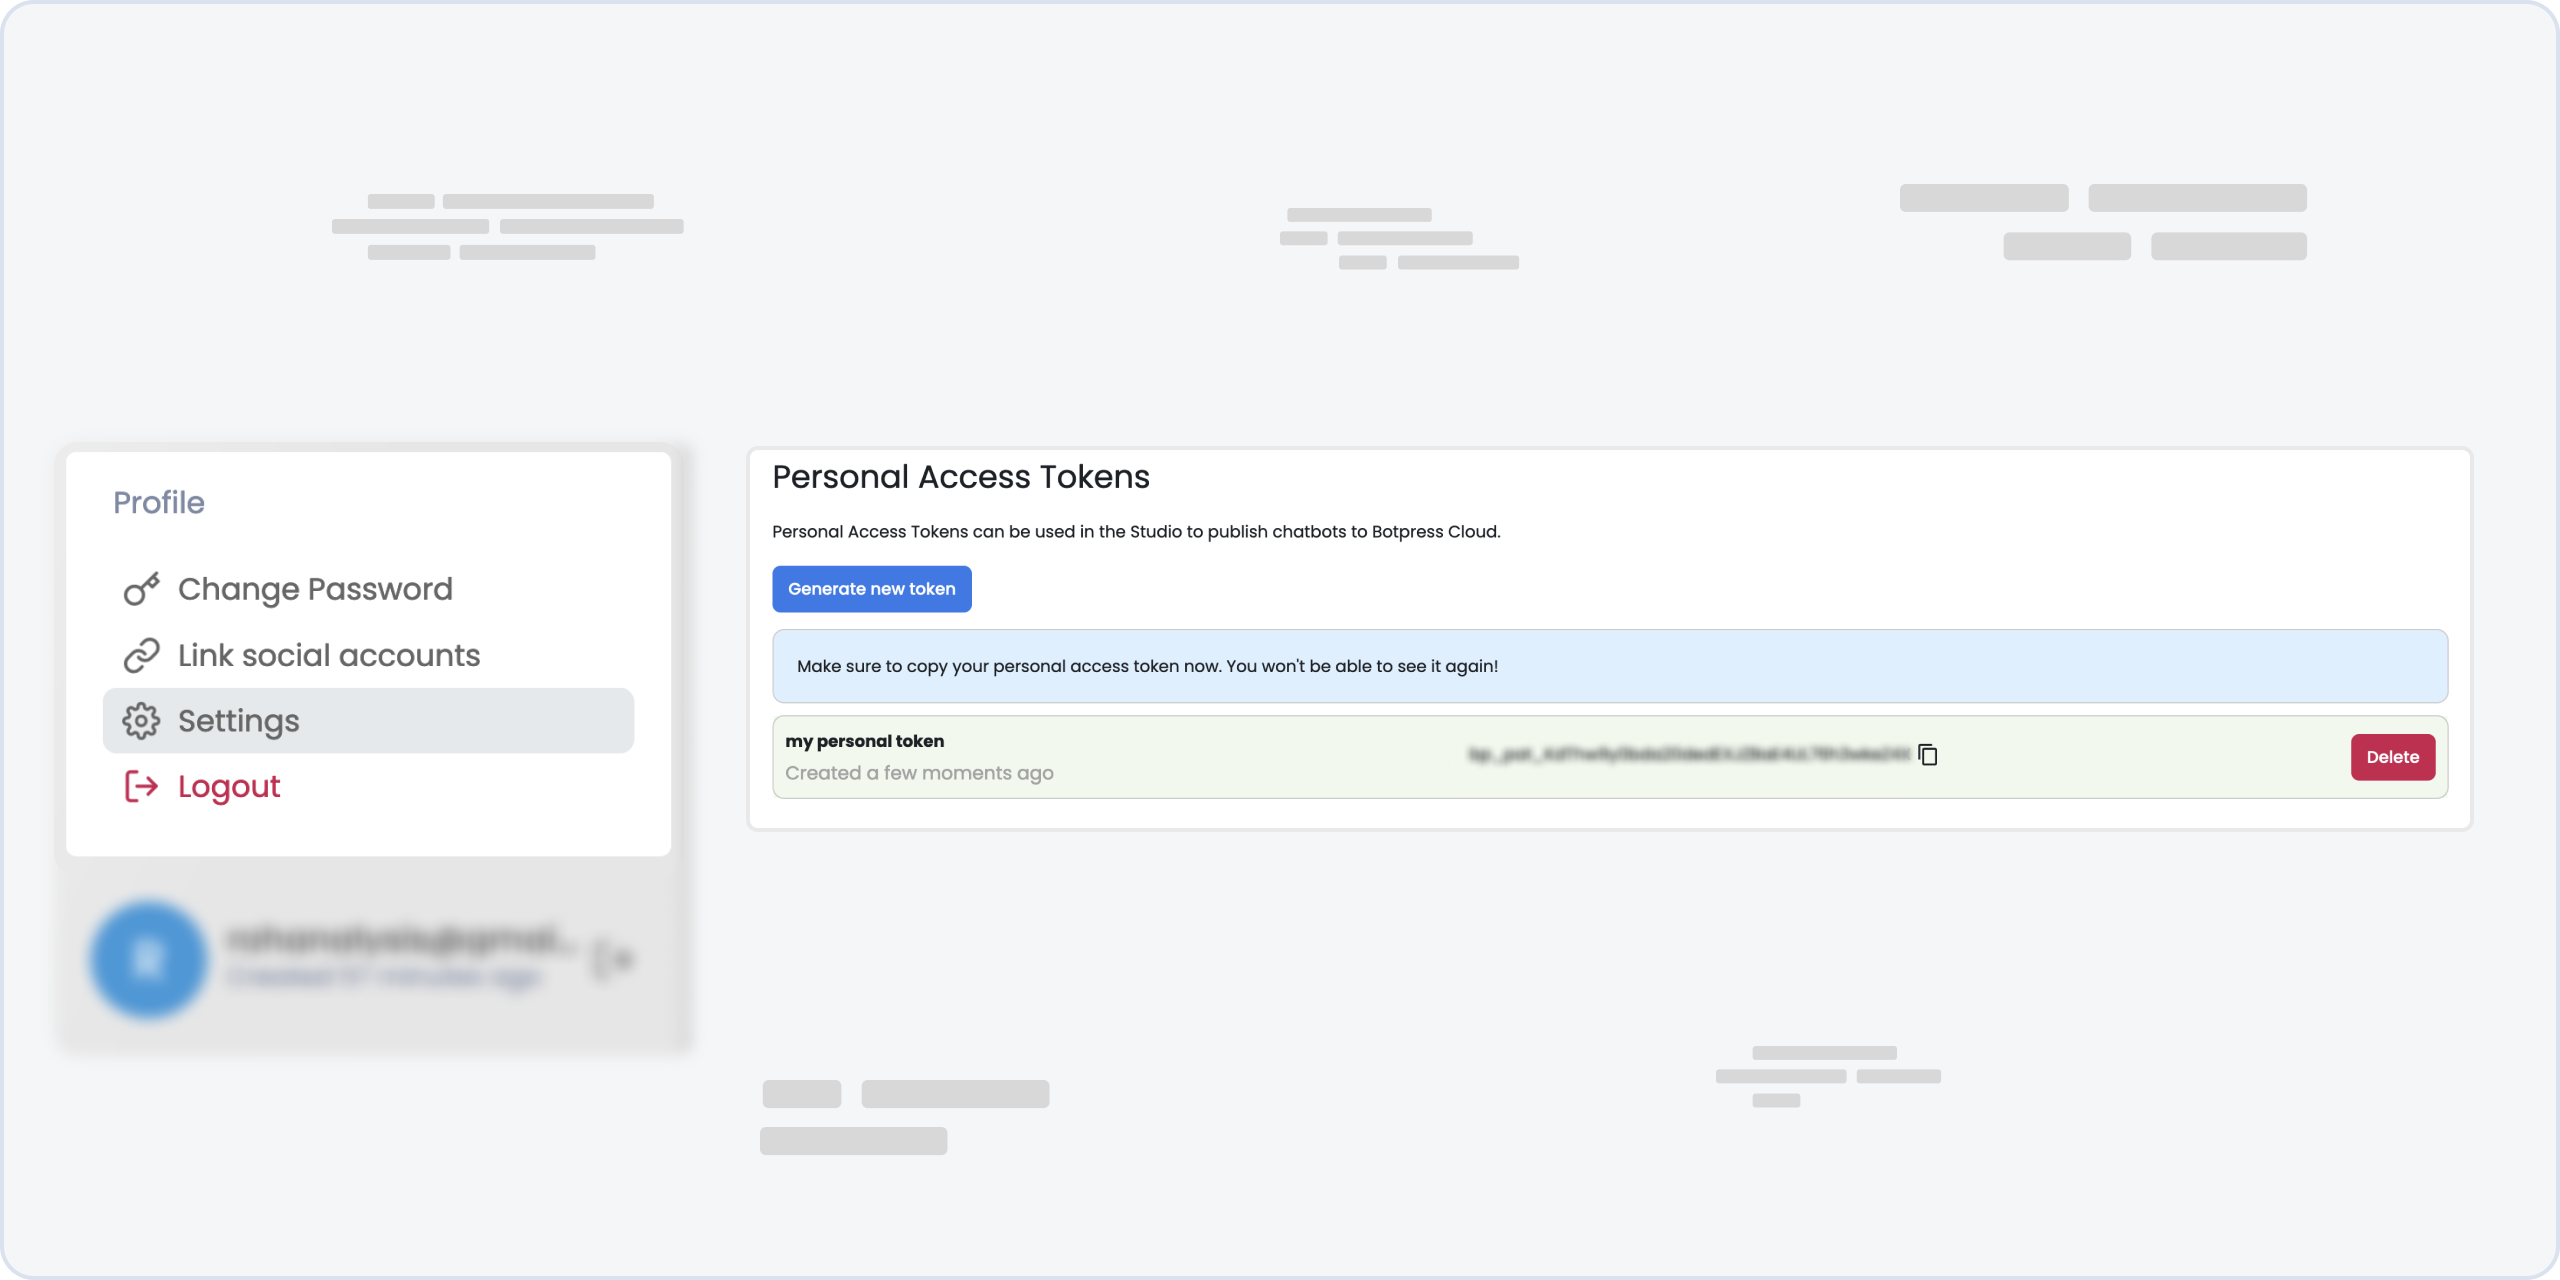 Profile
Change Password
Link social accounts
Settings
Logout
Personal Access Tokens
Personal Access Tokens can be used in the Studio to publish chatbots to Botpress Cloud.
Generate new token
Make sure to copy your personal access token now. You won't be able to see it again!
my personal token
Created a few moments ago
Delete